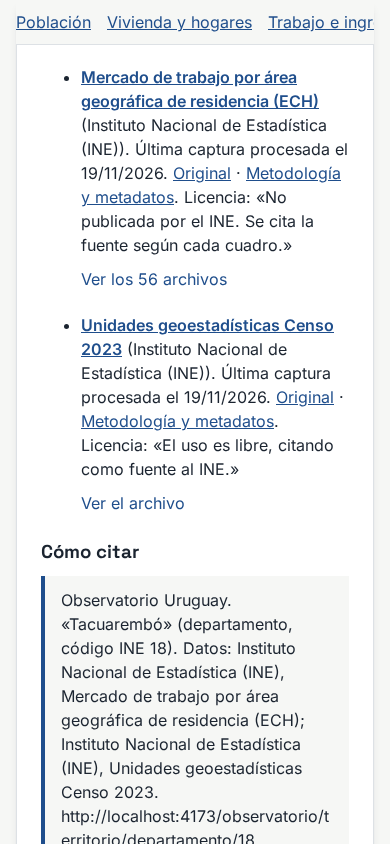 Población Vivienda y hogares Trabajo e ingr
Mercado de trabajo por área
geográfica de residencia (ECH)
(Instituto Nacional de Estadística
(INE)). Última captura procesada el
19/11/2026. Original · Metodología
y metadatos. Licencia: «No
publicada por el INE. Se cita la
fuente según cada cuadro.»
Ver los 56 archivos
Unidades geoestadísticas Censo
2023 (Instituto Nacional de
Estadística (INE)). Última captura
procesada el 19/11/2026. Original ·
Metodología y metadatos.
Licencia: «El uso es libre, citando
como fuente al INE.»
Ver el archivo
Cómo citar
Observatorio Uruguay.
«Tacuarembó» (departamento,
código INE 18). Datos: Instituto
Nacional de Estadística (INE),
Mercado de trabajo por área
geográfica de residencia (ECH);
Instituto Nacional de Estadística
(INE), Unidades geoestadísticas
Censo 2023.
http://localhost:4173/observatorio/t
erritorio/departamento/18